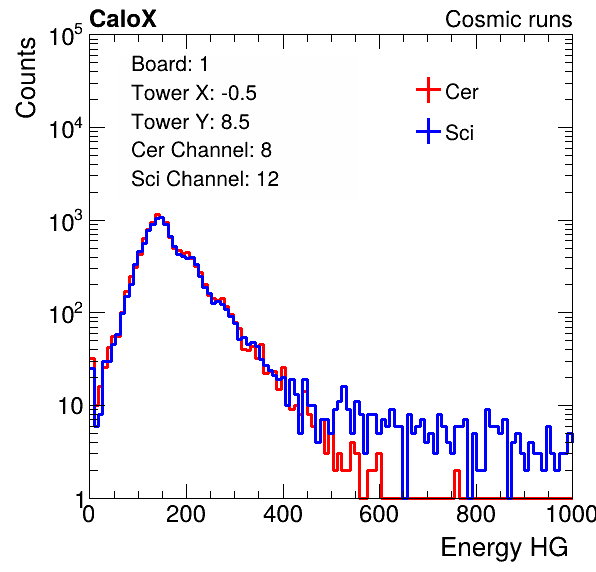 CaloX Cosmic runs
Counts
10^5
10^4
10^3
10^2
10
1
Board: 1
Tower X: -0.5
Tower Y: 8.5
Cer Channel: 8
Sci Channel: 12
Cer
Sci
0 200 400 600 800 1000
Energy HG